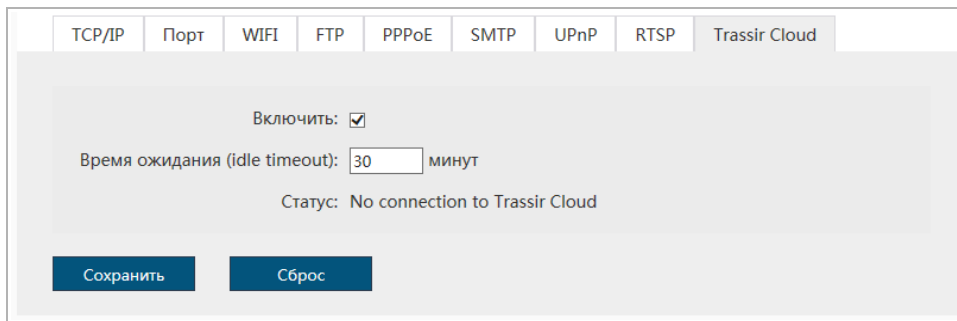 TCP/IP Порт WIFI FTP PPPoE SMTP UPnP RTSP Trassir Cloud
Включить:
Время ожидания (idle timeout): 30 минут
Статус: No connection to Trassir Cloud
Сохранить Сброс